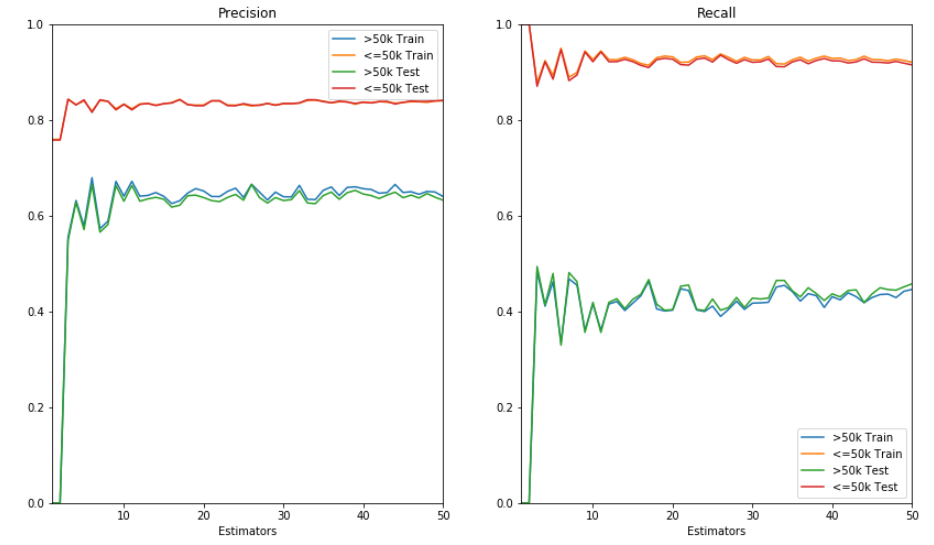 Precision
1.0
0.8
0.6
0.4
0.2
0.0
10
20
30
40
50
Estimators
>50k Train
<=50k Train
>50k Test
<=50k Test
Recall
1.0
0.8
0.6
0.4
0.2
0.0
10
20
30
40
50
Estimators
>50k Train
<=50k Train
>50k Test
<=50k Test